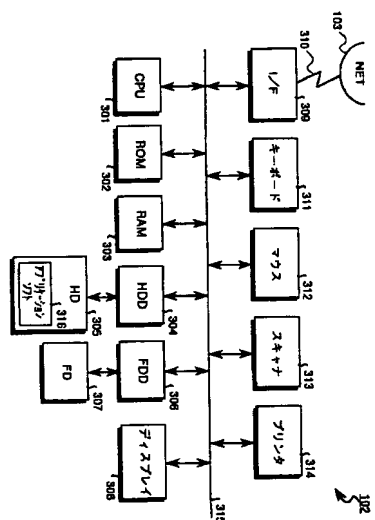 103
NET
310
I/F
309
キーボード
311
マウス
312
スキャナ
313
プリンタ
314
102
CPU
301
ROM
302
RAM
303
HDD
304
FDD
306
ディスプレイ
308
315
HD
305
アプリケーション
ソフト
316
FD
307